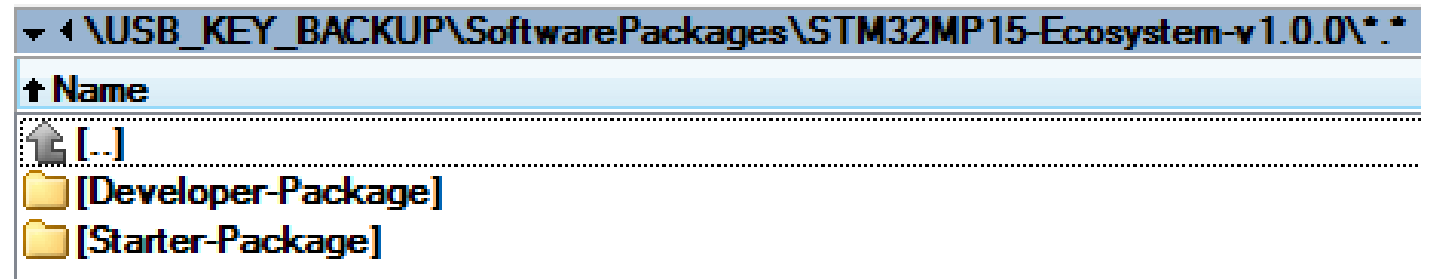 \USB_KEY_BACKUP\SoftwarePackages\STM32MP15-Ecosystem-v1.0.0\*.*
Name
[..]
[Developer-Package]
[Starter-Package]